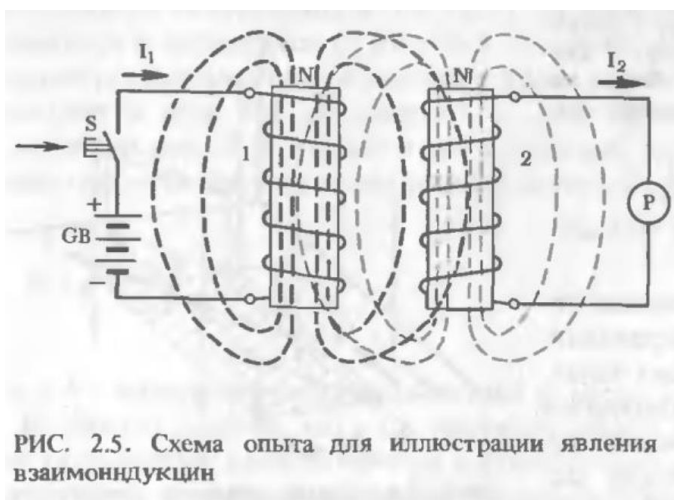 I₁
N
N
I₂
S
1
2
+
GB
P
−
РИС. 2.5. Схема опыта для иллюстрации явления
взаимоиндукции